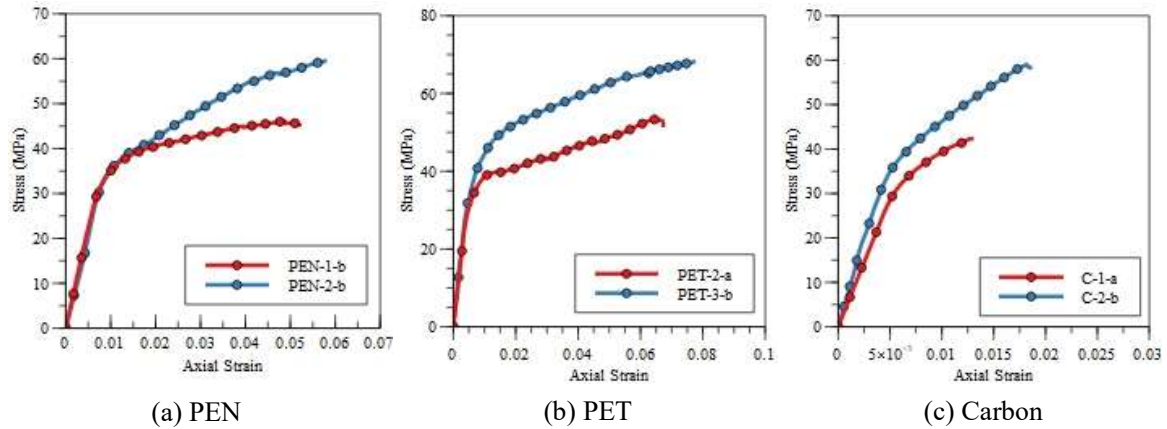 70
60
50
40
30
20
10
0
Stress (MPa)
PEN-1-b
PEN-2-b
0 0.01 0.02 0.03 0.04 0.05 0.06 0.07
Axial Strain
(a) PEN
80
60
40
20
0
Stress (MPa)
PET-2-a
PET-3-b
0 0.02 0.04 0.06 0.08 0.1
Axial Strain
(b) PET
70
60
50
40
30
20
10
0
Stress (MPa)
C-1-a
C-2-b
0 5×10⁻³ 0.01 0.015 0.02 0.025 0.03
Axial Strain
(c) Carbon